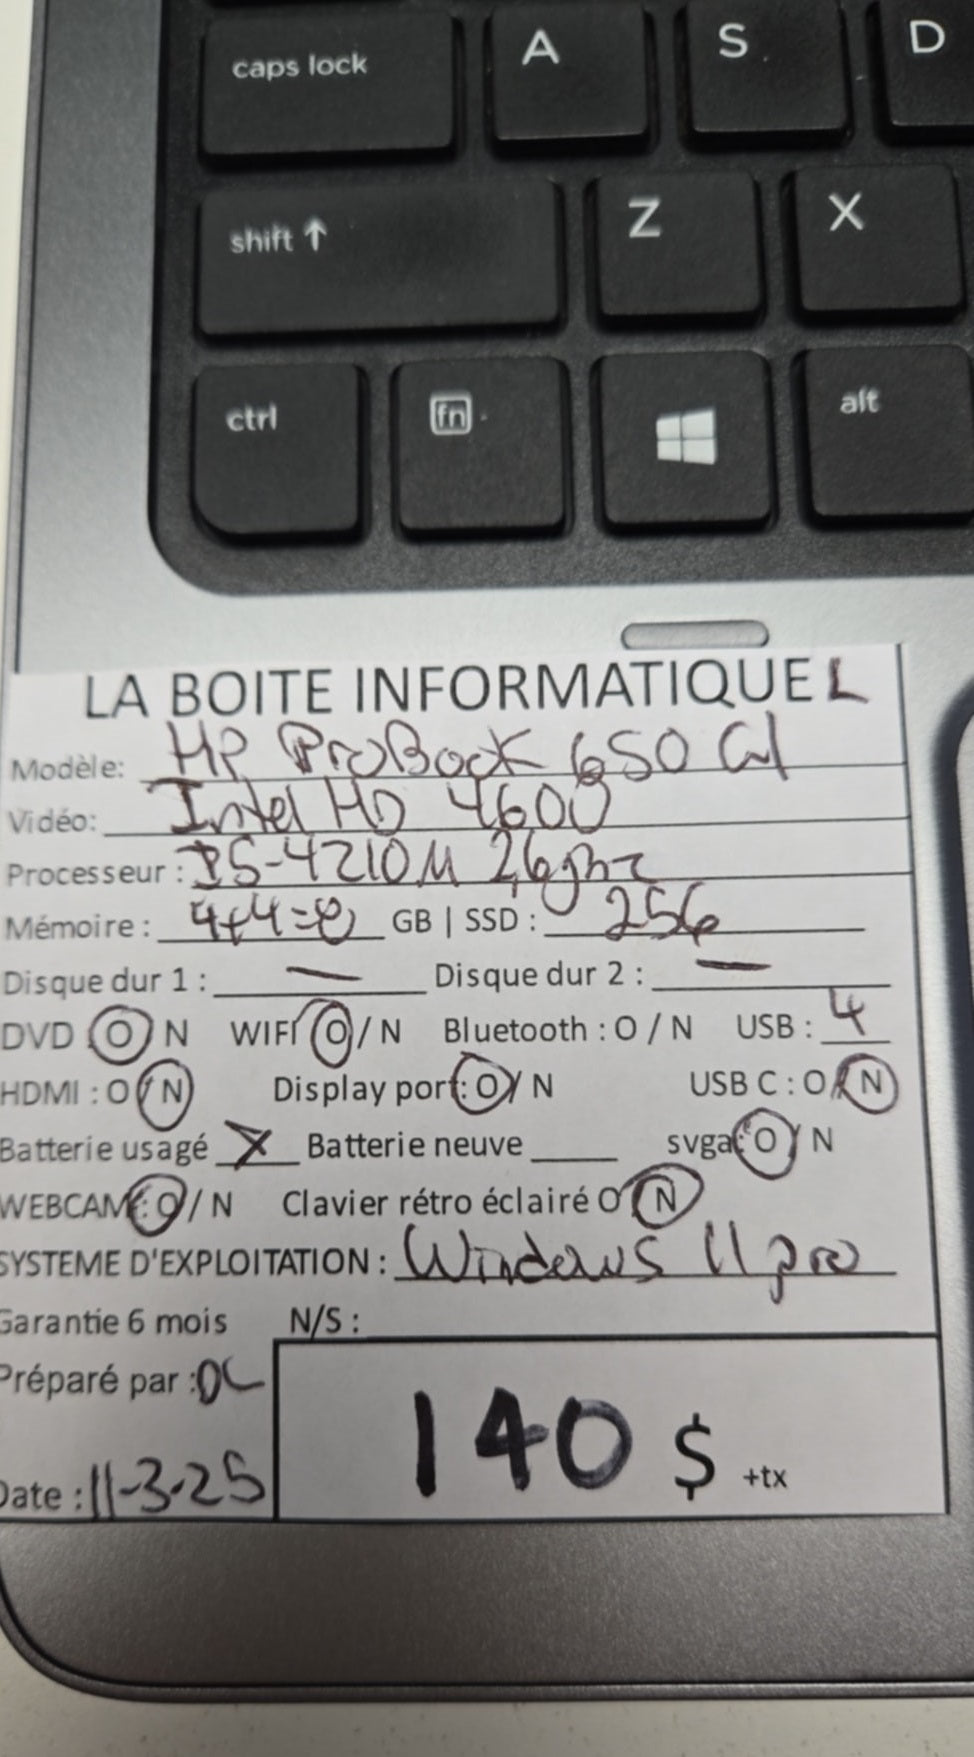 caps lock A S D
shift ↑ Z X
ctrl fn alt
LA BOITE INFORMATIQUE L
Modèle: HP ProBook 650 G1
Vidéo: Intel HD 4600
Processeur : I5-4210M 2,6ghz
Mémoire : 4+4=8 GB | SSD : 256
Disque dur 1 : — Disque dur 2 : —
DVD O N WIFI O / N Bluetooth : O / N USB : 4
HDMI : O / N Display port : O / N USB C : O / N
Batterie usagé X Batterie neuve ____ svga : O / N
WEBCAM : O / N Clavier rétro éclairé O / N
SYSTEME D'EXPLOITATION : Windows 11 pro
Garantie 6 mois N/S :
Préparé par : OL
Date : 11-3-25
140 $ +tx